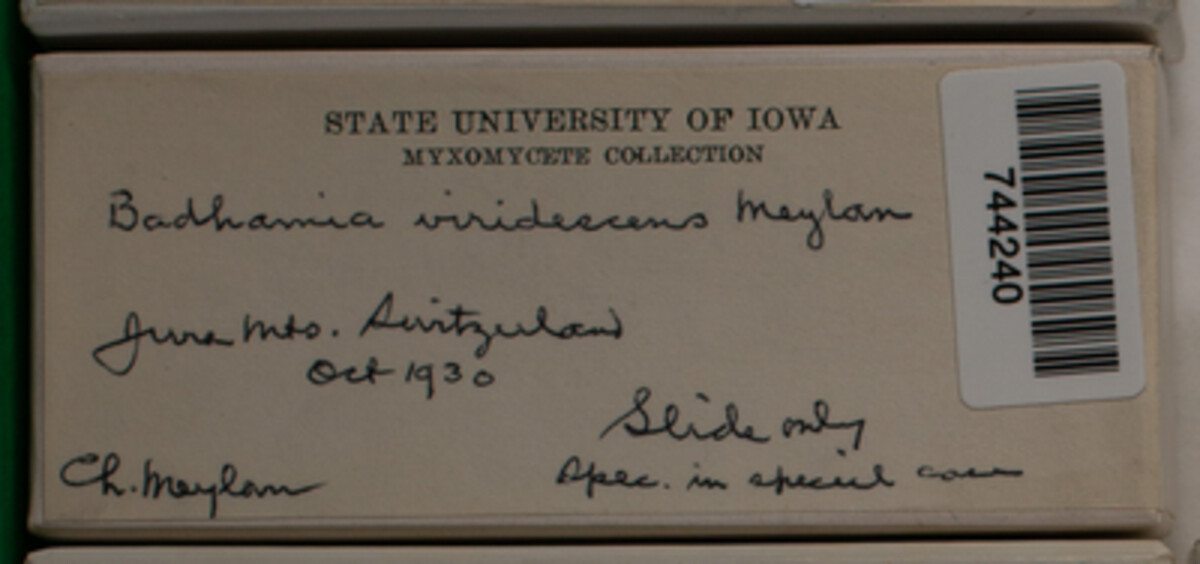 STATE UNIVERSITY OF IOWA
MYXOMYCETE COLLECTION
Badhamia viridescens Meylan
Jura Mts. Switzerland
Oct 1930
Slide only
Ch. Meylan
Spec. in special case
744240